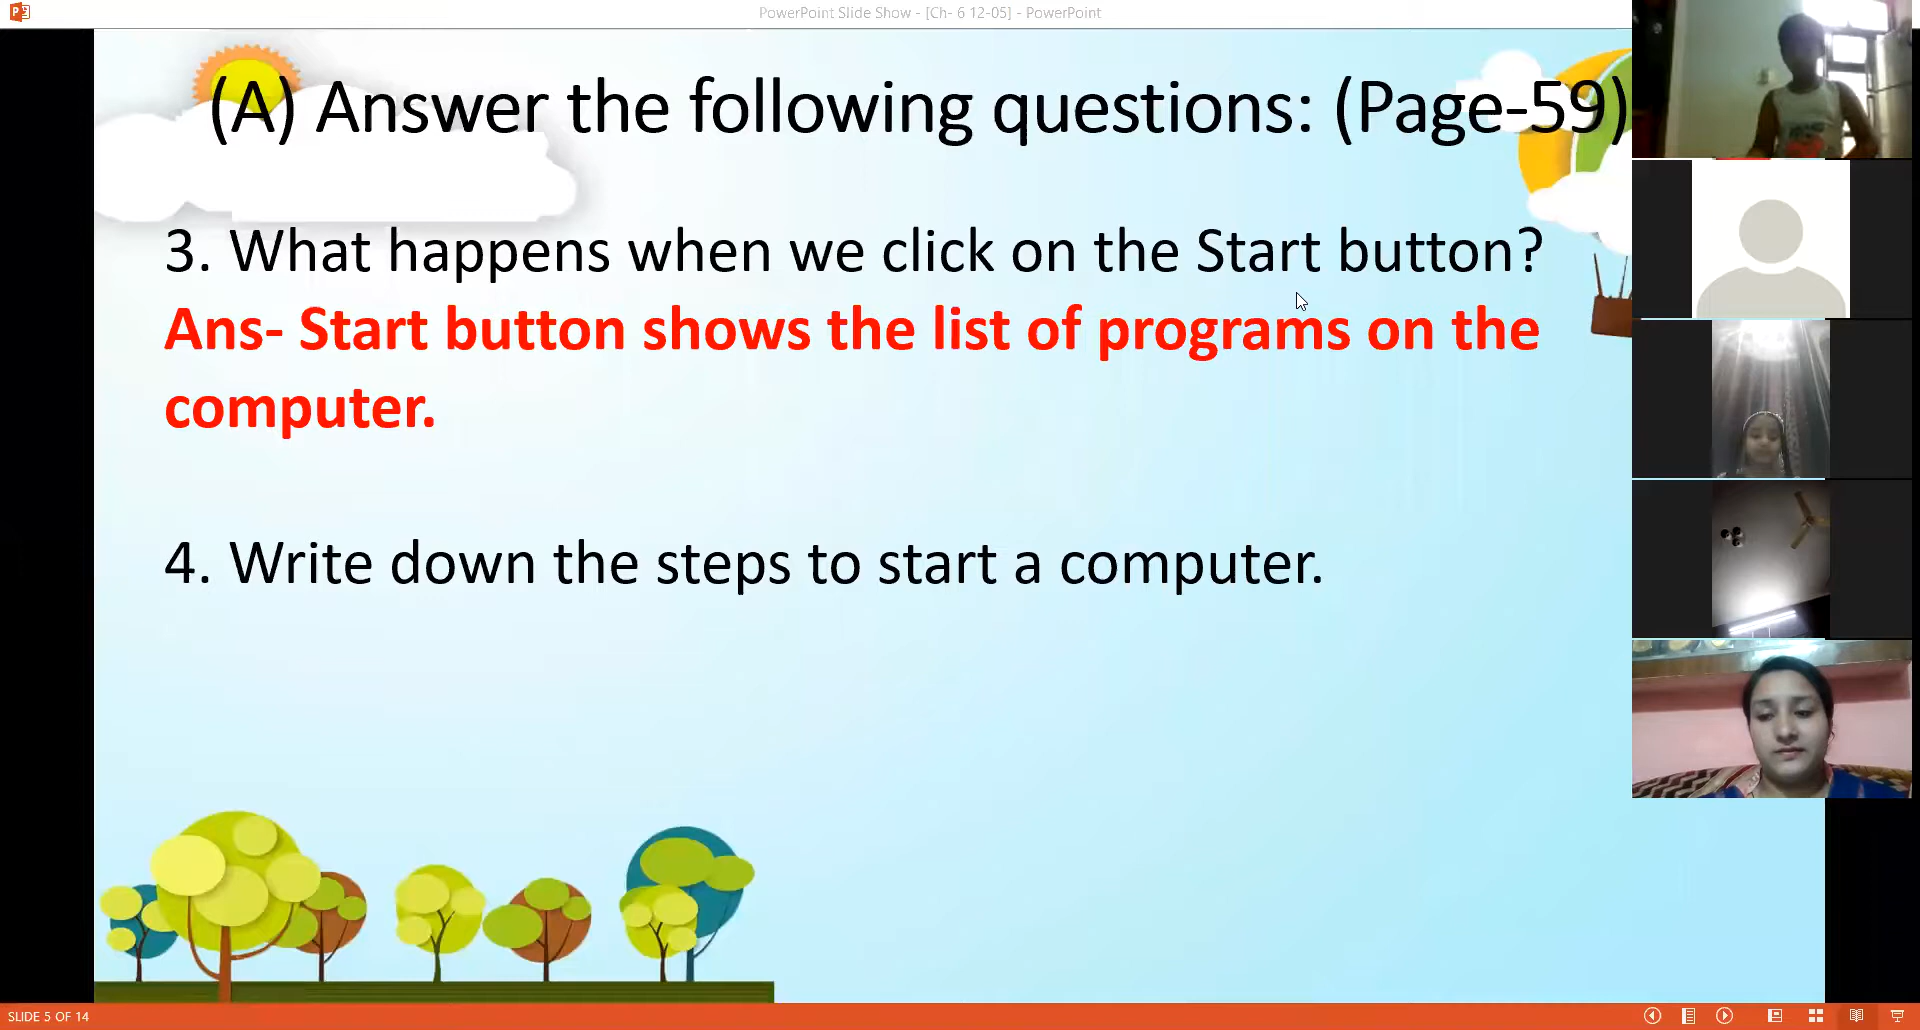 PowerPoint Slide Show - [Ch- 6 12-05] - PowerPoint
(A) Answer the following questions: (Page-59)
3. What happens when we click on the Start button?
Ans- Start button shows the list of programs on the
computer.
4. Write down the steps to start a computer.
SLIDE 5 OF 14